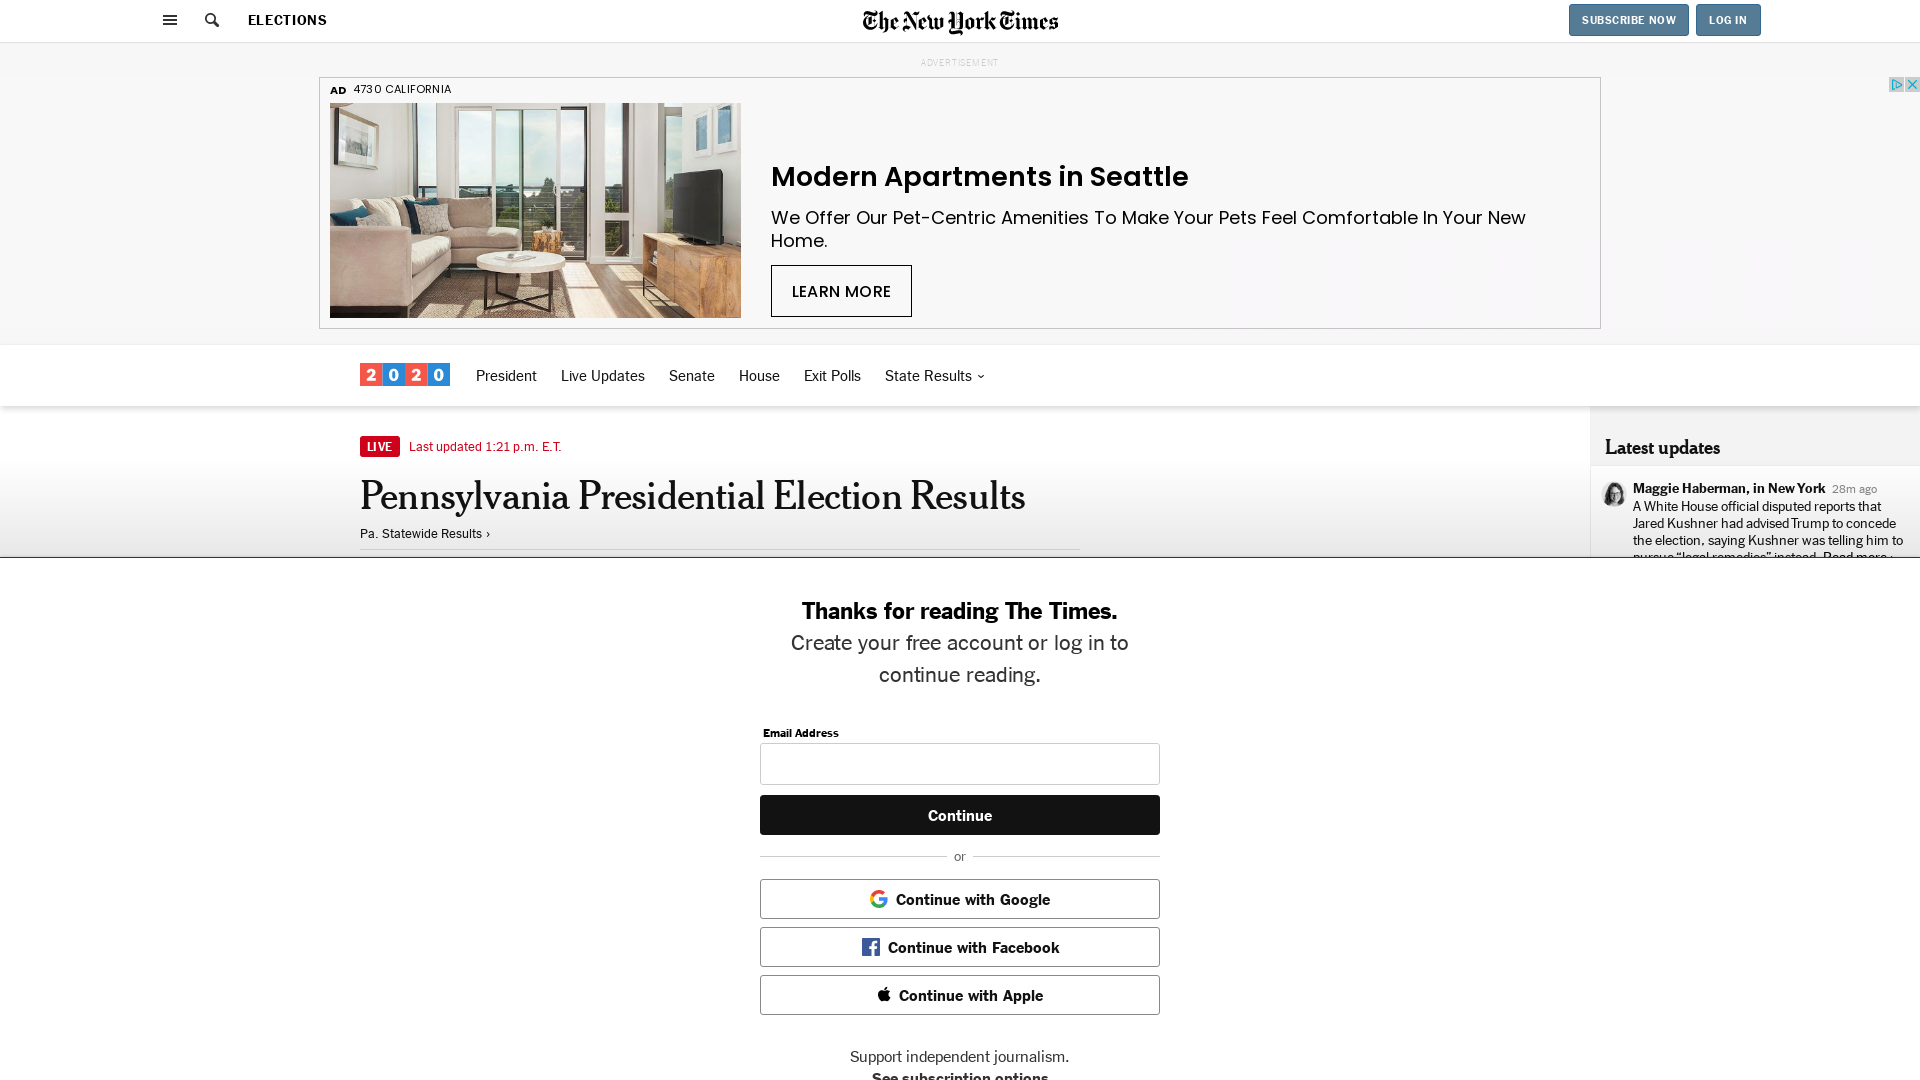 ELECTIONS
The New York Times
SUBSCRIBE NOW
LOG IN
ADVERTISEMENT
AD 4730 CALIFORNIA
Modern Apartments in Seattle
We Offer Our Pet-Centric Amenities To Make Your Pets Feel Comfortable In Your New
Home.
LEARN MORE
2020
President
Live Updates
Senate
House
Exit Polls
State Results
LIVE Last updated 1:21 p.m. E.T.
Pennsylvania Presidential Election Results
Pa. Statewide Results ›
Latest updates
Maggie Haberman, in New York 28m ago
A White House official disputed reports that
Jared Kushner had advised Trump to concede
the election, saying Kushner was telling him to
pursue “legal remedies” instead. Read more ›
Thanks for reading The Times.
Create your free account or log in to
continue reading.
Email Address
Continue
or
Continue with Google
Continue with Facebook
Continue with Apple
Support independent journalism.
See subscription options